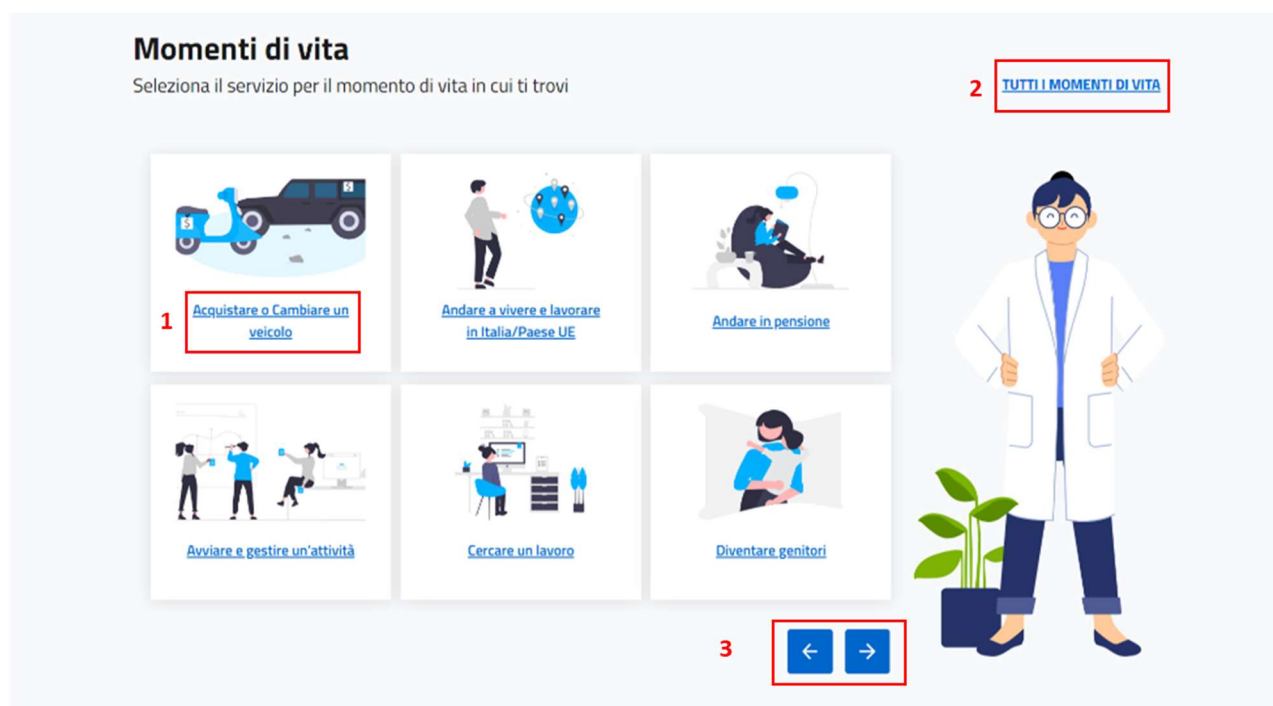 Momenti di vita
Seleziona il servizio per il momento di vita in cui ti trovi
2
TUTTI I MOMENTI DI VITA
1
Acquistare o Cambiare un
veicolo
Andare a vivere e lavorare
in Italia/Paese UE
Andare in pensione
Avviare e gestire un'attività
Cercare un lavoro
Diventare genitori
3